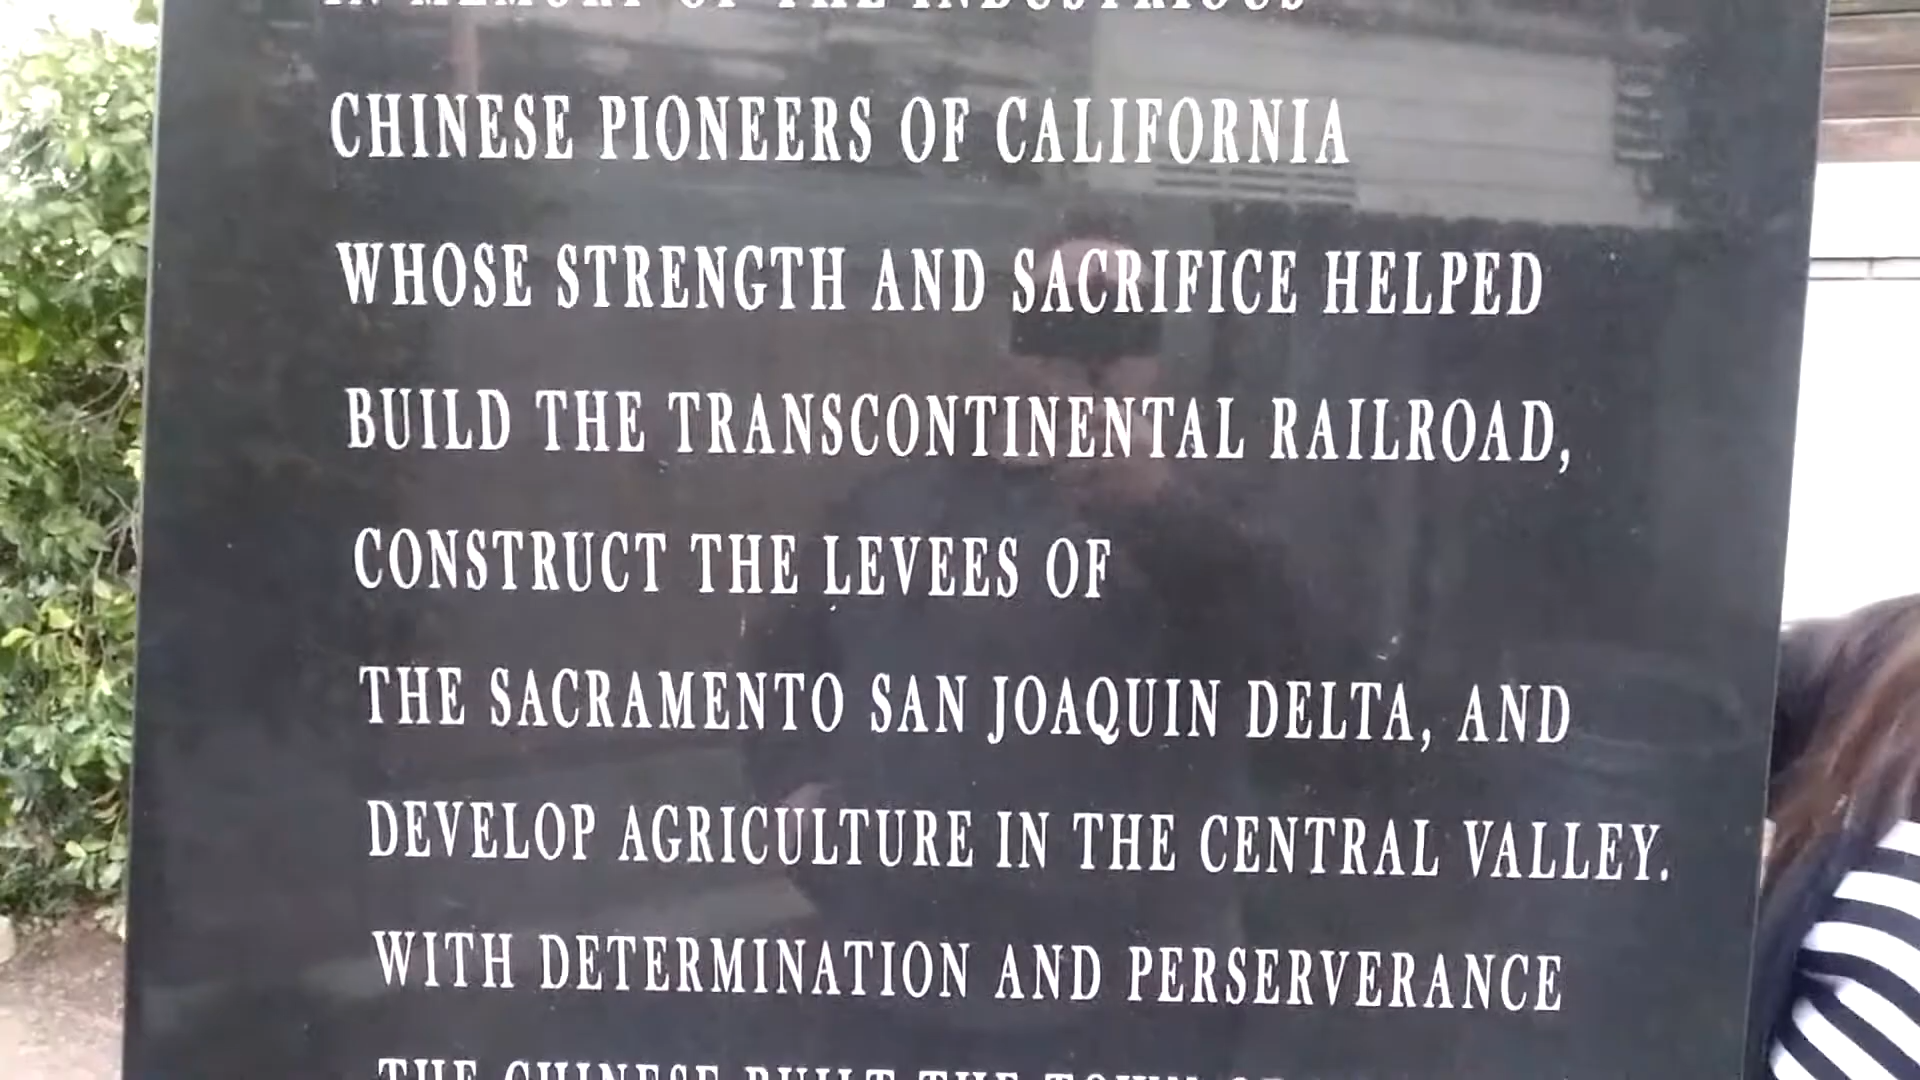 IN MEMORY OF THE INDUSTRIOUS
CHINESE PIONEERS OF CALIFORNIA
WHOSE STRENGTH AND SACRIFICE HELPED
BUILD THE TRANSCONTINENTAL RAILROAD,
CONSTRUCT THE LEVEES OF
THE SACRAMENTO SAN JOAQUIN DELTA, AND
DEVELOP AGRICULTURE IN THE CENTRAL VALLEY.
WITH DETERMINATION AND PERSERVERANCE
THE CHINESE BUILT THE TOWN OF